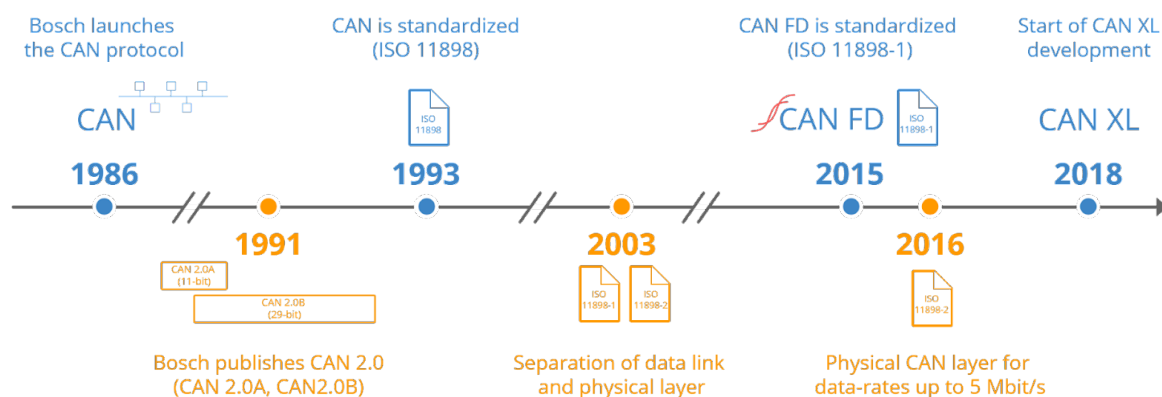 Bosch launches
the CAN protocol
CAN
1986
CAN is standardized
(ISO 11898)
ISO
11898
1993
CAN FD is standardized
(ISO 11898-1)
CAN FD
ISO
11898-1
2015
Start of CAN XL
development
CAN XL
2018
1991
CAN 2.0A
(11-bit)
CAN 2.0B
(29-bit)
Bosch publishes CAN 2.0
(CAN 2.0A, CAN2.0B)
2003
ISO
11898-1
ISO
11898-2
Separation of data link
and physical layer
2016
ISO
11898-2
Physical CAN layer for
data-rates up to 5 Mbit/s